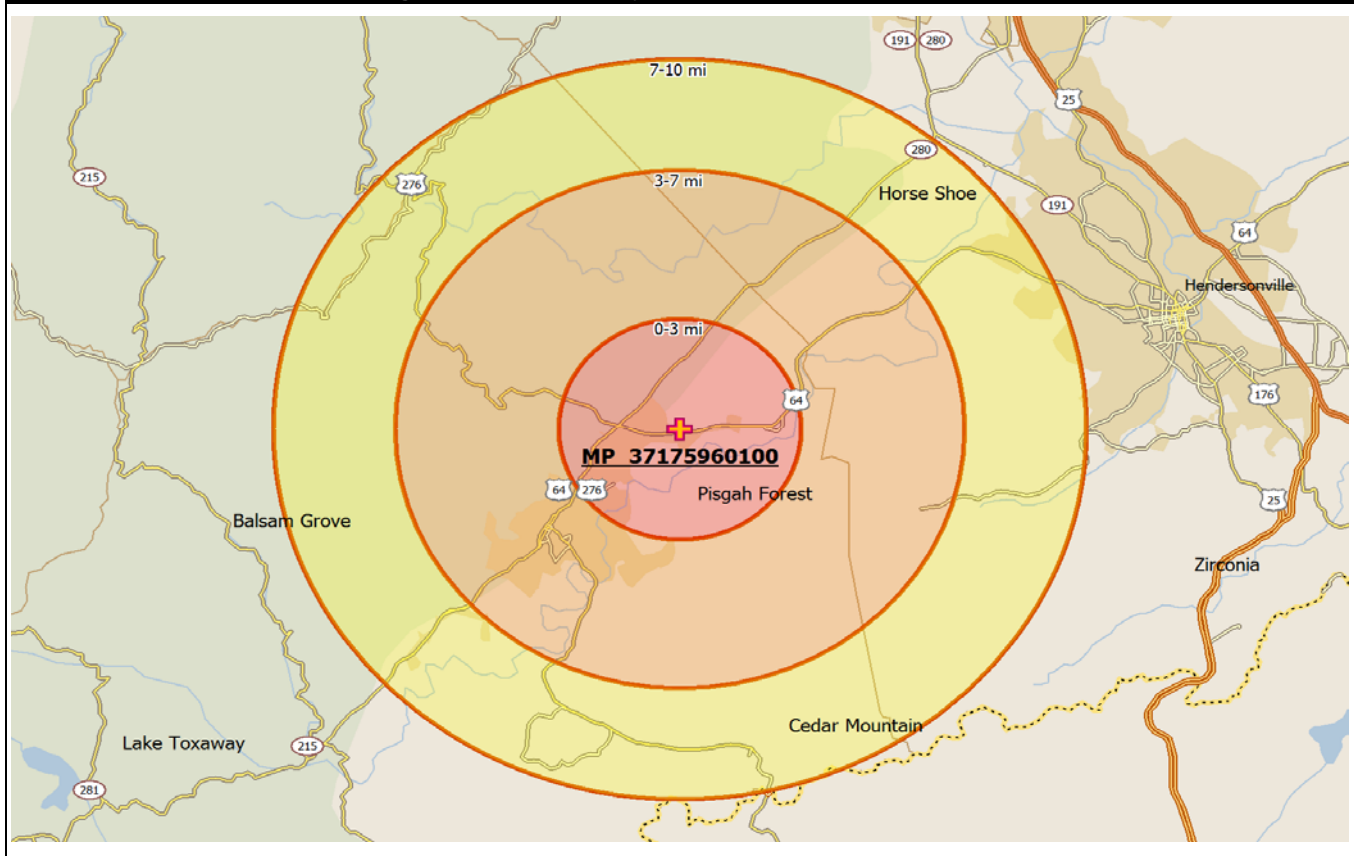 191 280
7-10 mi
25
280
215
276
3-7 mi
Horse Shoe
191
64
Hendersonville
0-3 mi
176
64
MP 37175960100
64 276
Pisgah Forest
25
Balsam Grove
Zirconia
Cedar Mountain
Lake Toxaway
215
281